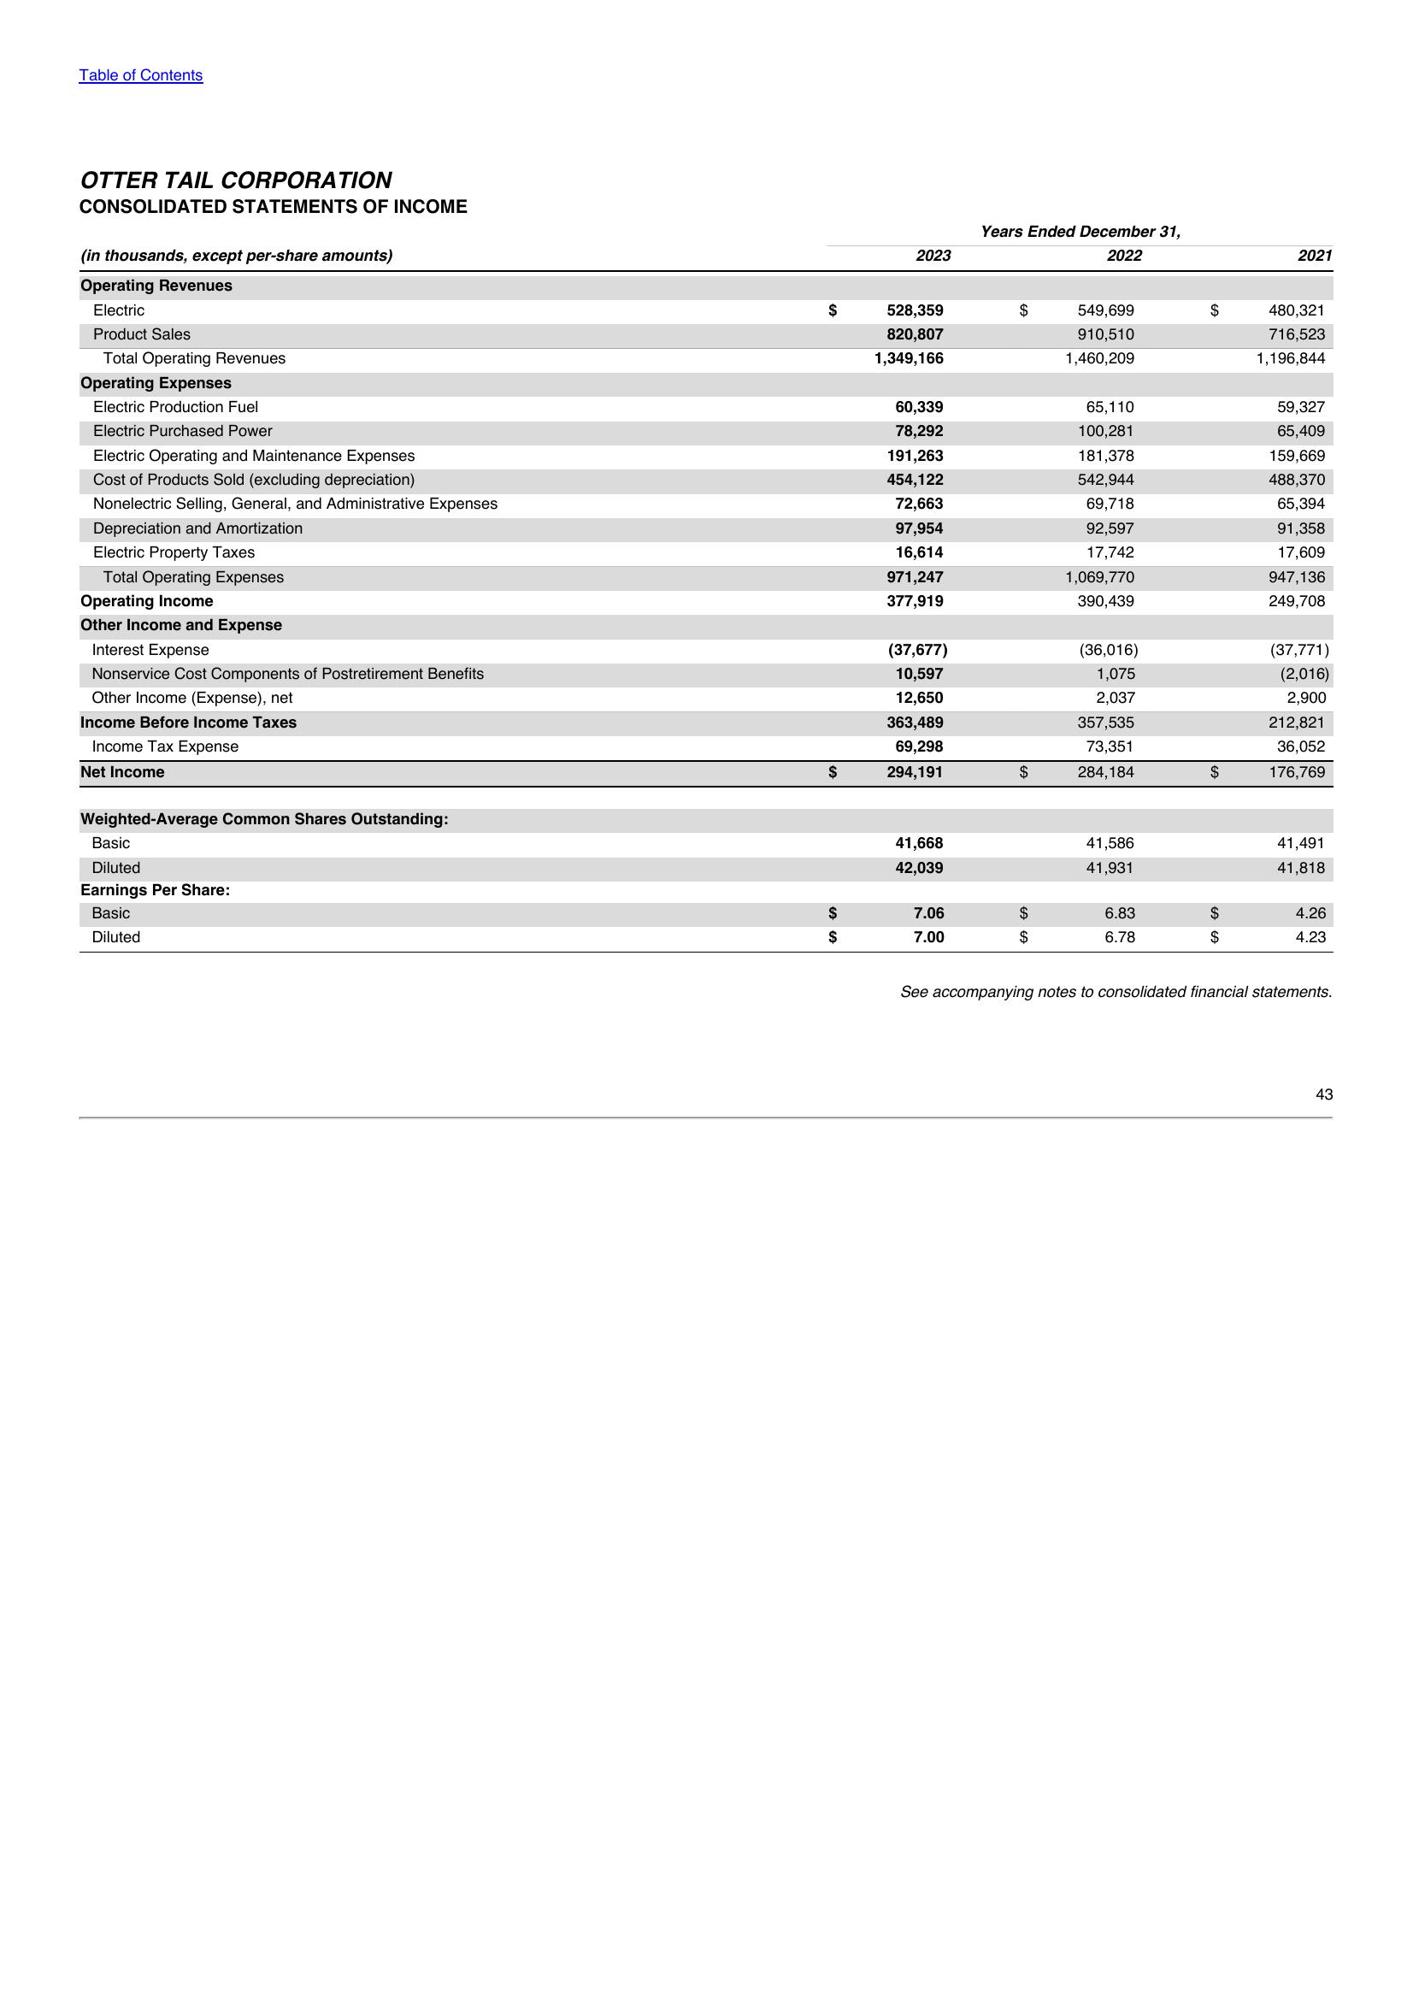 Table of Contents
OTTER TAIL CORPORATION
CONSOLIDATED STATEMENTS OF INCOME
Years Ended December 31,
(in thousands, except per-share amounts) 2023 2022 2021
Operating Revenues
Electric $ 528,359 $ 549,699 $ 480,321
Product Sales 820,807 910,510 716,523
Total Operating Revenues 1,349,166 1,460,209 1,196,844
Operating Expenses
Electric Production Fuel 60,339 65,110 59,327
Electric Purchased Power 78,292 100,281 65,409
Electric Operating and Maintenance Expenses 191,263 181,378 159,669
Cost of Products Sold (excluding depreciation) 454,122 542,944 488,370
Nonelectric Selling, General, and Administrative Expenses 72,663 69,718 65,394
Depreciation and Amortization 97,954 92,597 91,358
Electric Property Taxes 16,614 17,742 17,609
Total Operating Expenses 971,247 1,069,770 947,136
Operating Income 377,919 390,439 249,708
Other Income and Expense
Interest Expense (37,677) (36,016) (37,771)
Nonservice Cost Components of Postretirement Benefits 10,597 1,075 (2,016)
Other Income (Expense), net 12,650 2,037 2,900
Income Before Income Taxes 363,489 357,535 212,821
Income Tax Expense 69,298 73,351 36,052
Net Income $ 294,191 $ 284,184 $ 176,769
Weighted-Average Common Shares Outstanding:
Basic 41,668 41,586 41,491
Diluted 42,039 41,931 41,818
Earnings Per Share:
Basic $ 7.06 $ 6.83 $ 4.26
Diluted $ 7.00 $ 6.78 $ 4.23
See accompanying notes to consolidated financial statements.
43